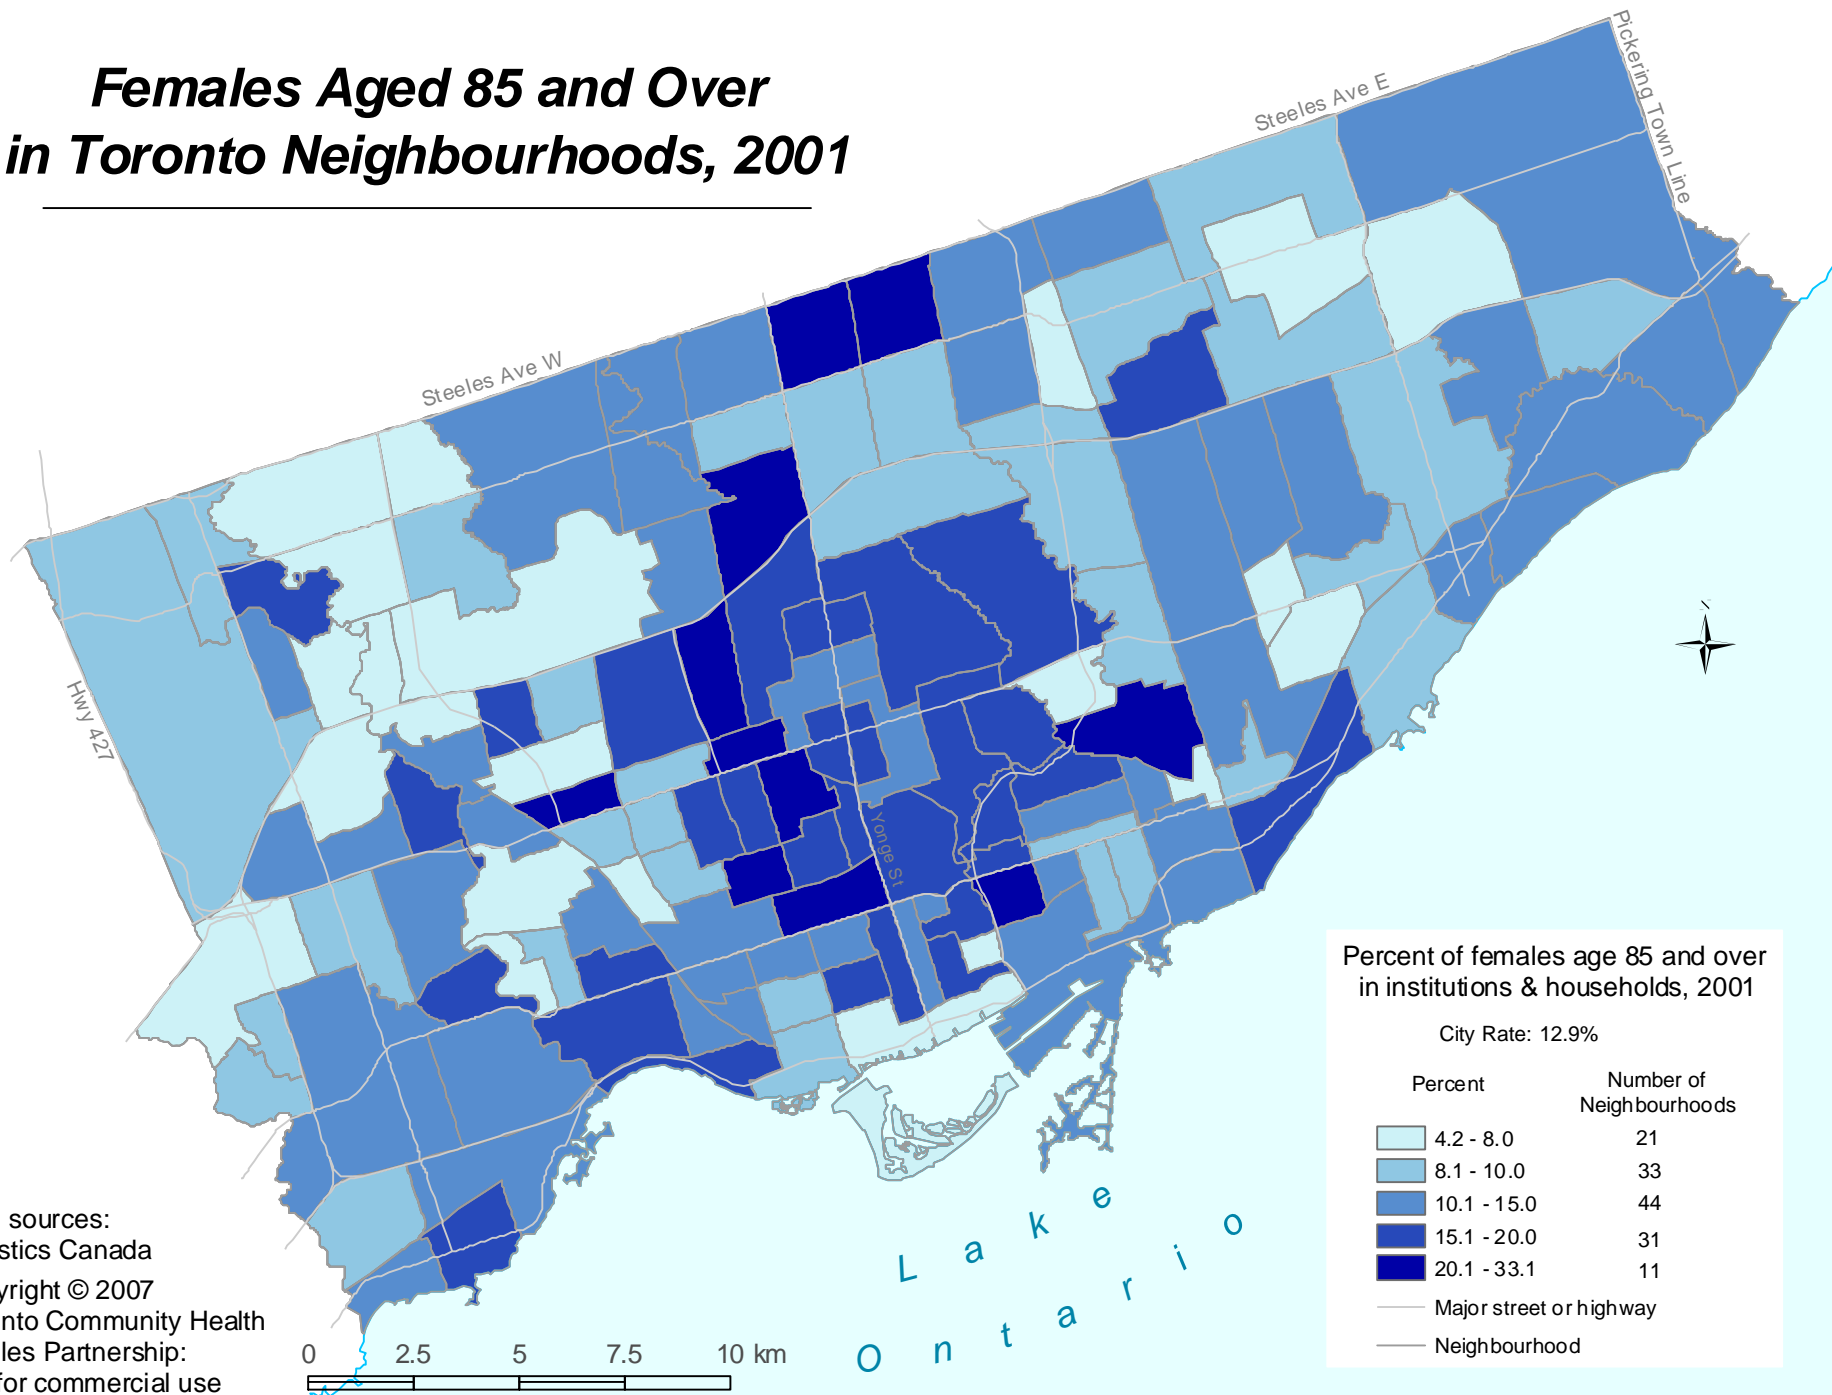 Females Aged 85 and Over
in Toronto Neighbourhoods, 2001
Steeles Ave E
Pickering Town Line
Steeles Ave W
Hwy 427
Yonge St
Percent of females age 85 and over
in institutions & households, 2001
City Rate: 12.9%
Percent Number of
Neighbourhoods
4.2 - 8.0 21
8.1 - 10.0 33
10.1 - 15.0 44
15.1 - 20.0 31
20.1 - 33.1 11
Major street or highway
Neighbourhood
Lake
Ontario
sources:
stics Canada
yright © 2007
nto Community Health
les Partnership:
for commercial use
0 2.5 5 7.5 10 km